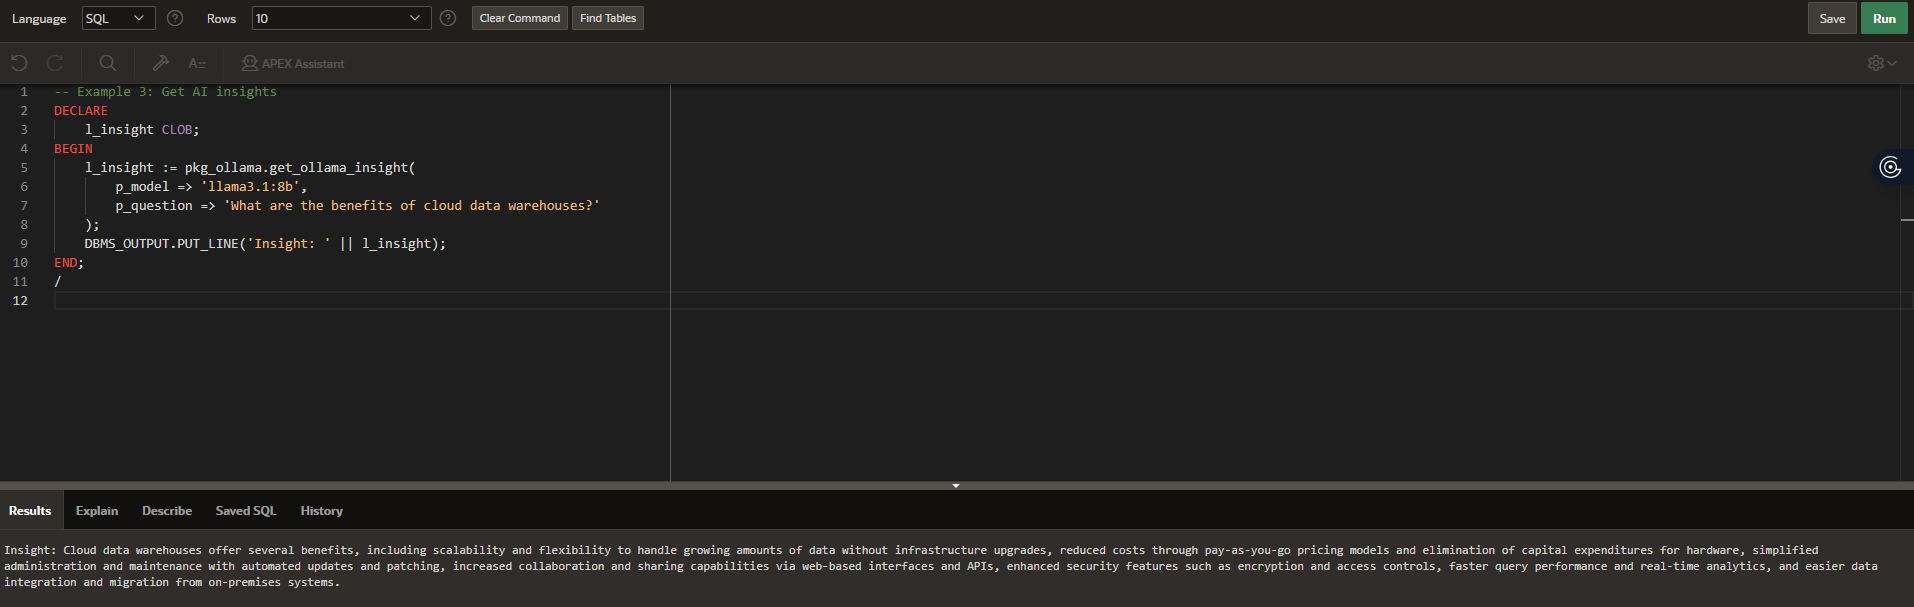 Language SQL Rows 10 Clear Command Find Tables Save Run
A:: APEX Assistant
1 -- Example 3: Get AI insights
2 DECLARE
3 l_insight CLOB;
4 BEGIN
5 l_insight := pkg_ollama.get_ollama_insight(
6 p_model => 'llama3.1:8b',
7 p_question => 'What are the benefits of cloud data warehouses?'
8 );
9 DBMS_OUTPUT.PUT_LINE('Insight: ' || l_insight);
10 END;
11 /
12
Results Explain Describe Saved SQL History
Insight: Cloud data warehouses offer several benefits, including scalability and flexibility to handle growing amounts of data without infrastructure upgrades, reduced costs through pay-as-you-go pricing models and elimination of capital expenditures for hardware, simplified
administration and maintenance with automated updates and patching, increased collaboration and sharing capabilities via web-based interfaces and APIs, enhanced security features such as encryption and access controls, faster query performance and real-time analytics, and easier data
integration and migration from on-premises systems.